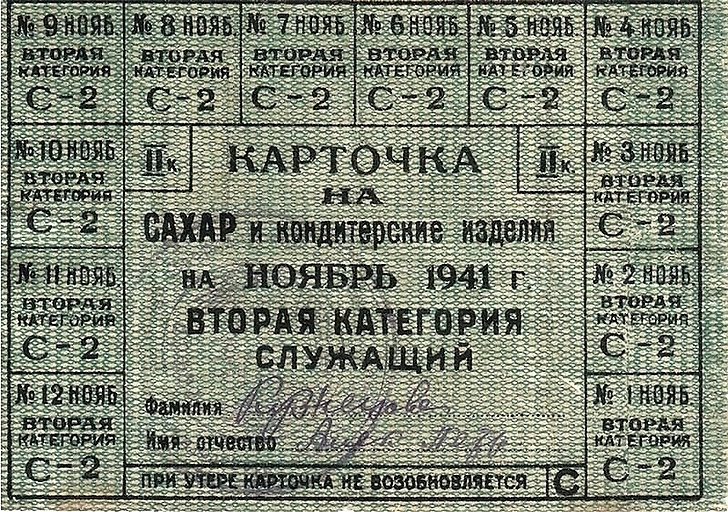 № 9 НОЯБ
ВТОРАЯ
КАТЕГОРИЯ
С-2
№ 8 НОЯБ
ВТОРАЯ
КАТЕГОРИЯ
С-2
№ 7 НОЯБ
ВТОРАЯ
КАТЕГОРИЯ
С-2
№ 6 НОЯБ
ВТОРАЯ
КАТЕГОРИЯ
С-2
№ 5 НОЯБ
ВТОРАЯ
КАТЕГОРИЯ
С-2
№ 4 НОЯБ
ВТОРАЯ
КАТЕГОРИЯ
С-2
№ 10 НОЯБ
ВТОРАЯ
КАТЕГОРИЯ
С-2
№ 11 НОЯБ
ВТОРАЯ
КАТЕГОРИЯ
С-2
№ 12 НОЯБ
ВТОРАЯ
КАТЕГОРИЯ
С-2
IIк.
КАРТОЧКА
IIк.
НА
САХАР и кондитерские изделия
НА НОЯБРЬ 1941 г.
ВТОРАЯ КАТЕГОРИЯ
СЛУЖАЩИЙ
Фамилия
Имя отчество
ПРИ УТЕРЕ КАРТОЧКА НЕ ВОЗОБНОВЛЯЕТСЯ
С
№ 3 НОЯБ
ВТОРАЯ
КАТЕГОРИЯ
С-2
№ 2 НОЯБ
ВТОРАЯ
КАТЕГОРИЯ
С-2
№ 1 НОЯБ
ВТОРАЯ
КАТЕГОРИЯ
С-2